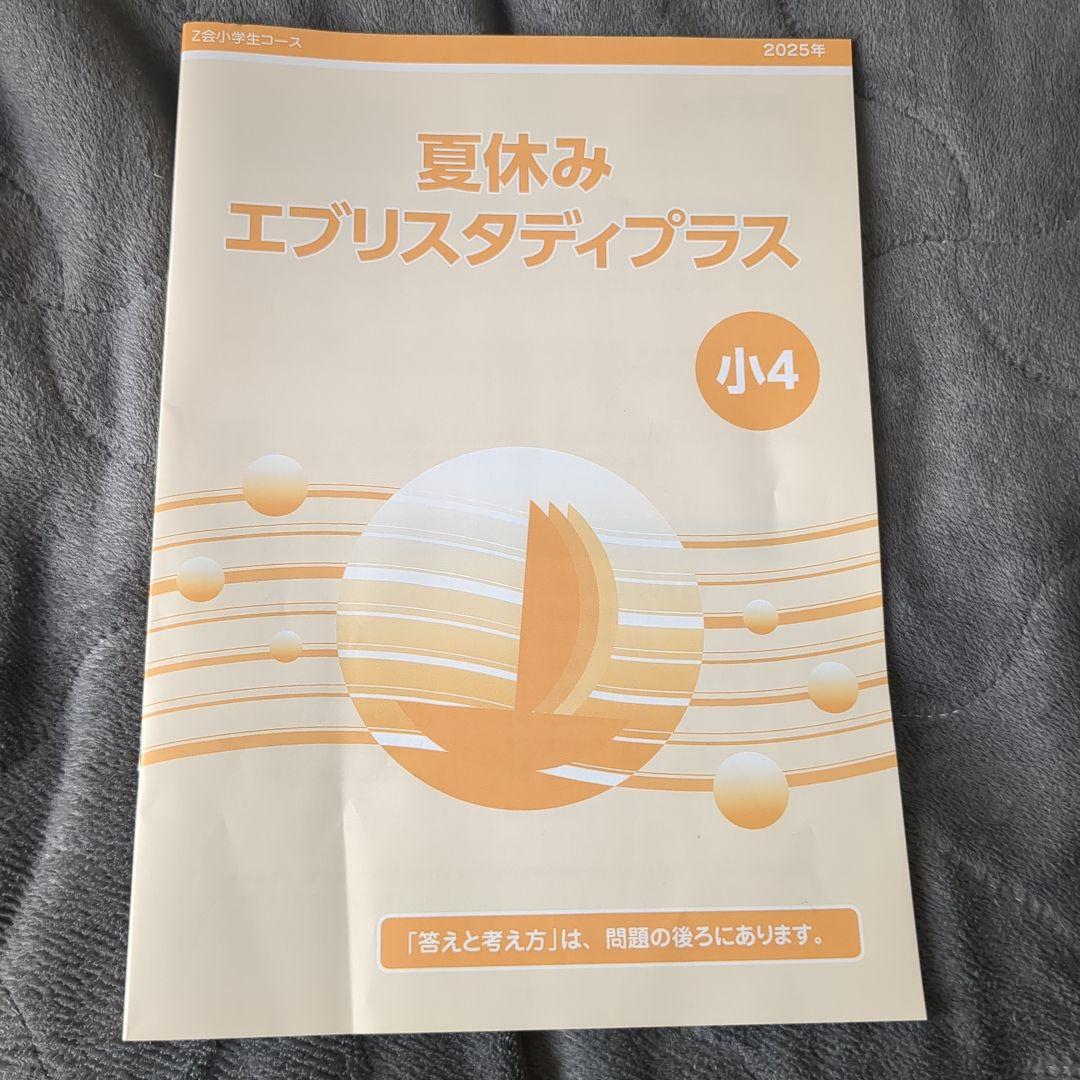 Z会小学生コース
2025年
夏休み
エブリスタディプラス
小4
「答えと考え方」は、問題の後ろにあります。